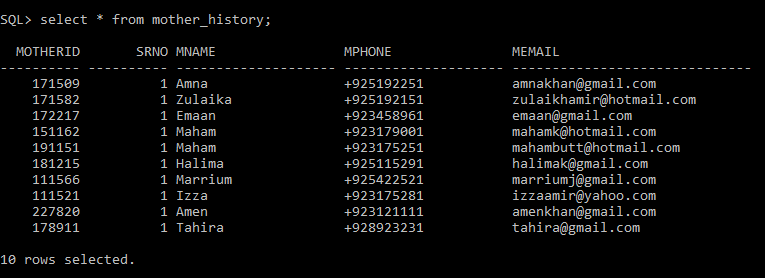 SQL> select * from mother_history;
MOTHERID SRNO MNAME MPHONE MEMAIL
---------- ---------- -------------------- -------------------- ------------------------------
171509 1 Amna +925192251 amnakhan@gmail.com
171582 1 Zulaika +925192151 zulaikhamir@hotmail.com
172217 1 Emaan +923458961 emaan@gmail.com
151162 1 Maham +923179001 mahamk@hotmail.com
191151 1 Maham +923175251 mahambutt@hotmail.com
181215 1 Halima +925115291 halimak@gmail.com
111566 1 Marrium +925422521 marriumj@gmail.com
111521 1 Izza +923175281 izzaamir@yahoo.com
227820 1 Amen +923121111 amenkhan@gmail.com
178911 1 Tahira +928923231 tahira@gmail.com
10 rows selected.